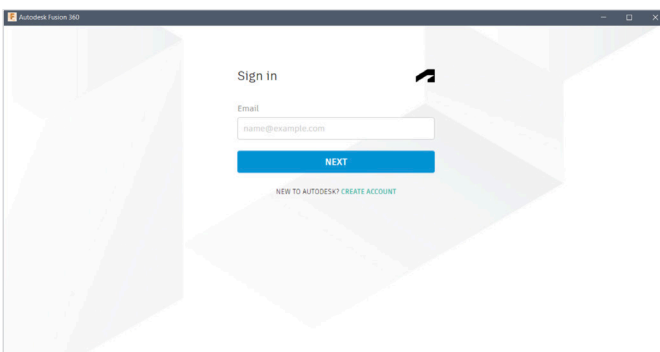 Autodesk Fusion 360
Sign in
Email
name@example.com
NEXT
NEW TO AUTODESK? CREATE ACCOUNT